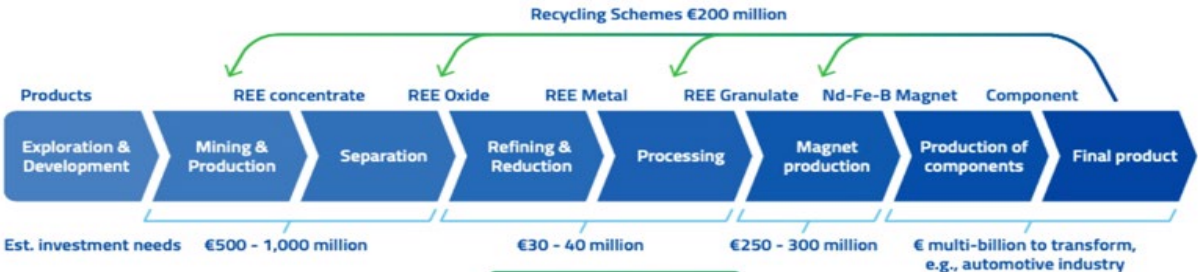 Recycling Schemes €200 million
Products REE concentrate REE Oxide REE Metal REE Granulate Nd-Fe-B Magnet Component
Exploration &
Development
Mining &
Production
Separation
Refining &
Reduction
Processing
Magnet
production
Production of
components
Final product
Est. investment needs €500 - 1,000 million €30 - 40 million €250 - 300 million € multi-billion to transform,
e.g., automotive industry